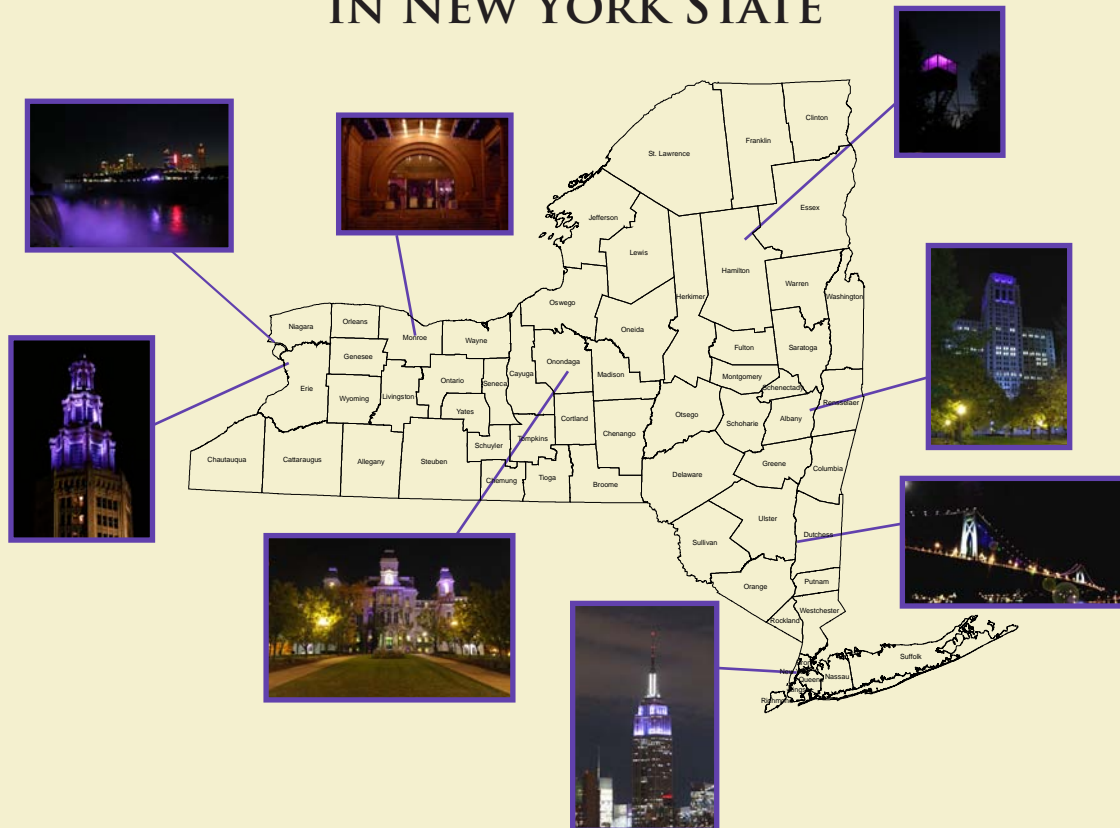 IN NEW YORK STATE
Clinton
Franklin
St. Lawrence
Essex
Jefferson
Lewis
Hamilton
Warren
Washington
Herkimer
Oswego
Oneida
Niagara
Orleans
Monroe
Wayne
Fulton
Saratoga
Genesee
Onondaga
Cayuga
Madison
Montgomery
Schenectady
Ontario
Seneca
Erie
Wyoming
Livingston
Rensselaer
Yates
Cortland
Otsego
Albany
Schoharie
Chenango
Tompkins
Schuyler
Chautauqua
Cattaraugus
Allegany
Steuben
Greene
Columbia
Delaware
Chemung
Tioga
Broome
Ulster
Dutchess
Sullivan
Putnam
Orange
Westchester
Rockland
Suffolk
Nassau
Queens
Richmond